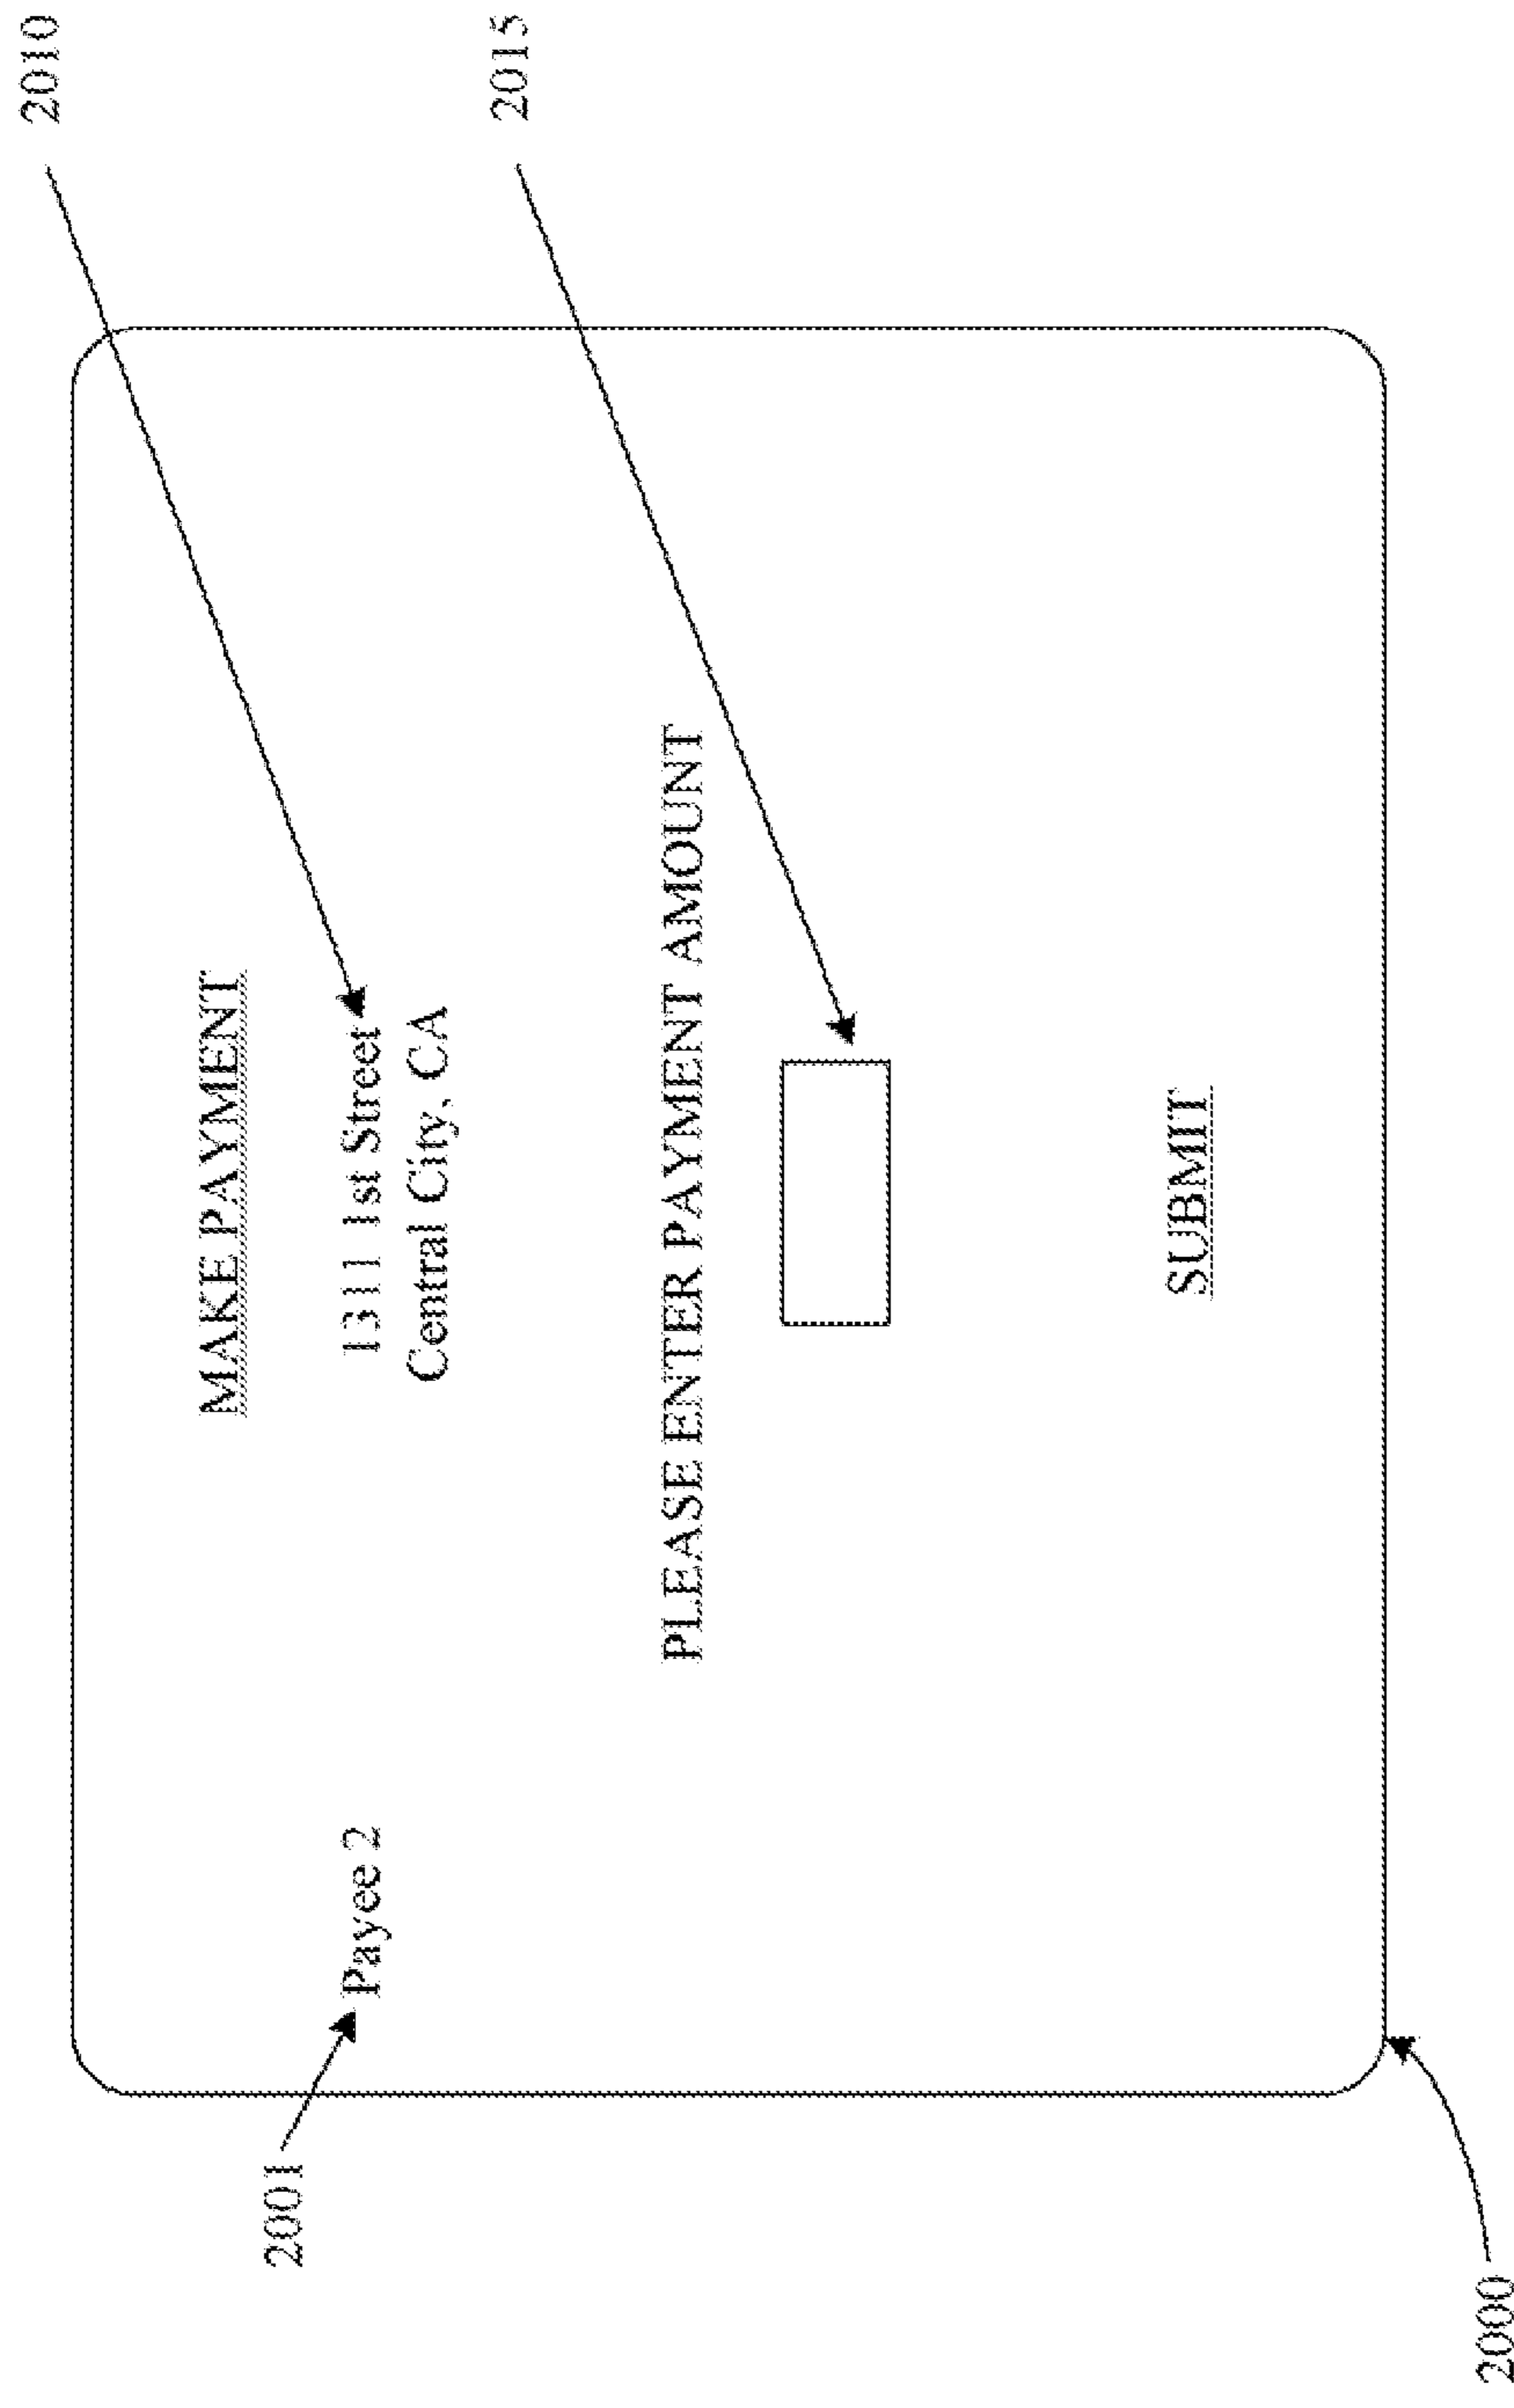 2010
2015
MAKE PAYMENT
2001
Payee 2
1311 1st Street
Central City, CA
PLEASE ENTER PAYMENT AMOUNT
SUBMIT
2000